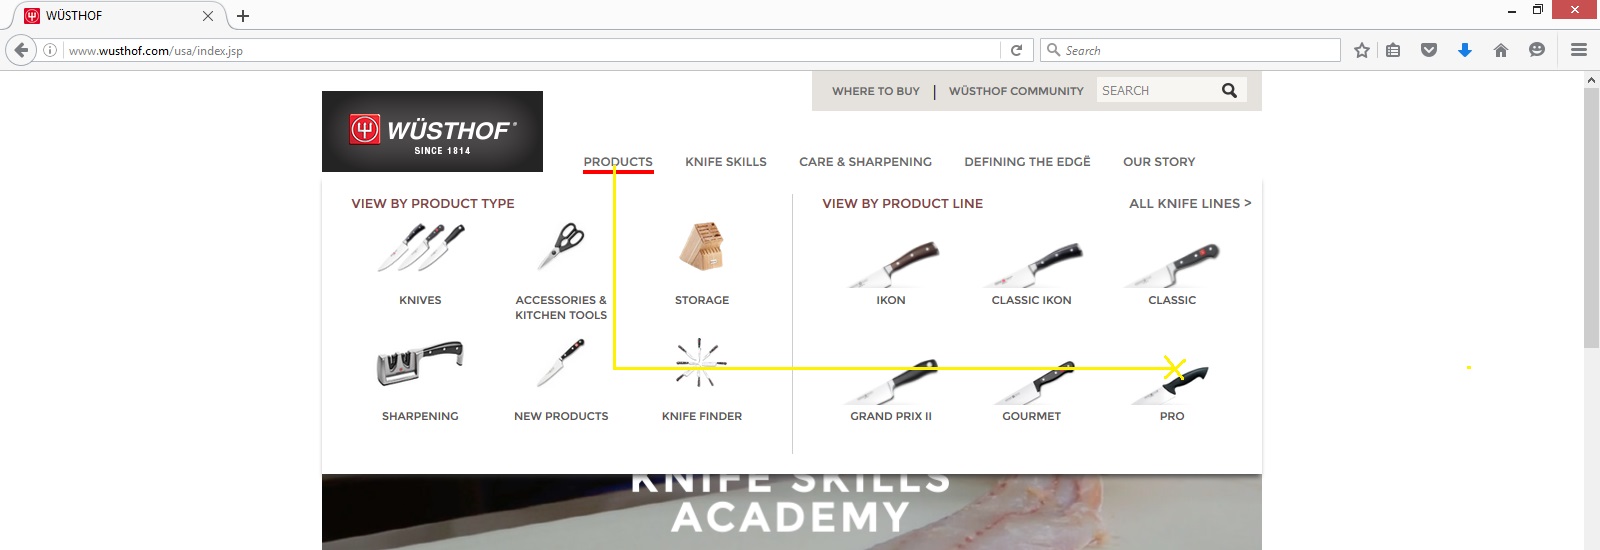 WÜSTHOF
www.wusthof.com/usa/index.jsp
Search
WHERE TO BUY | WÜSTHOF COMMUNITY
SEARCH
WÜSTHOF®
SINCE 1814
PRODUCTS KNIFE SKILLS CARE & SHARPENING DEFINING THE EDGË OUR STORY
VIEW BY PRODUCT TYPE
KNIVES
ACCESSORIES &
KITCHEN TOOLS
STORAGE
SHARPENING
NEW PRODUCTS
KNIFE FINDER
VIEW BY PRODUCT LINE
ALL KNIFE LINES >
IKON
CLASSIC IKON
CLASSIC
GRAND PRIX II
GOURMET
PRO
KNIFE SKILLS
ACADEMY